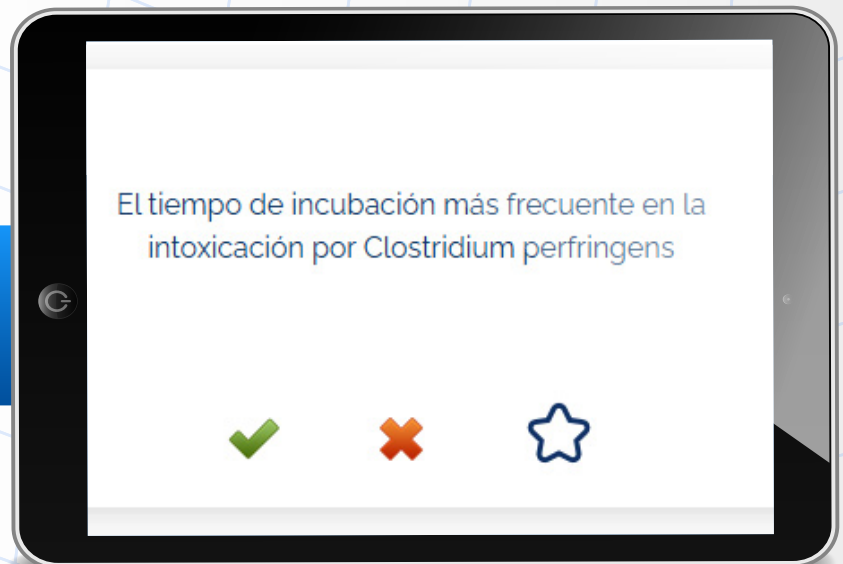 El tiempo de incubación más frecuente en la
intoxicación por Clostridium perfringens